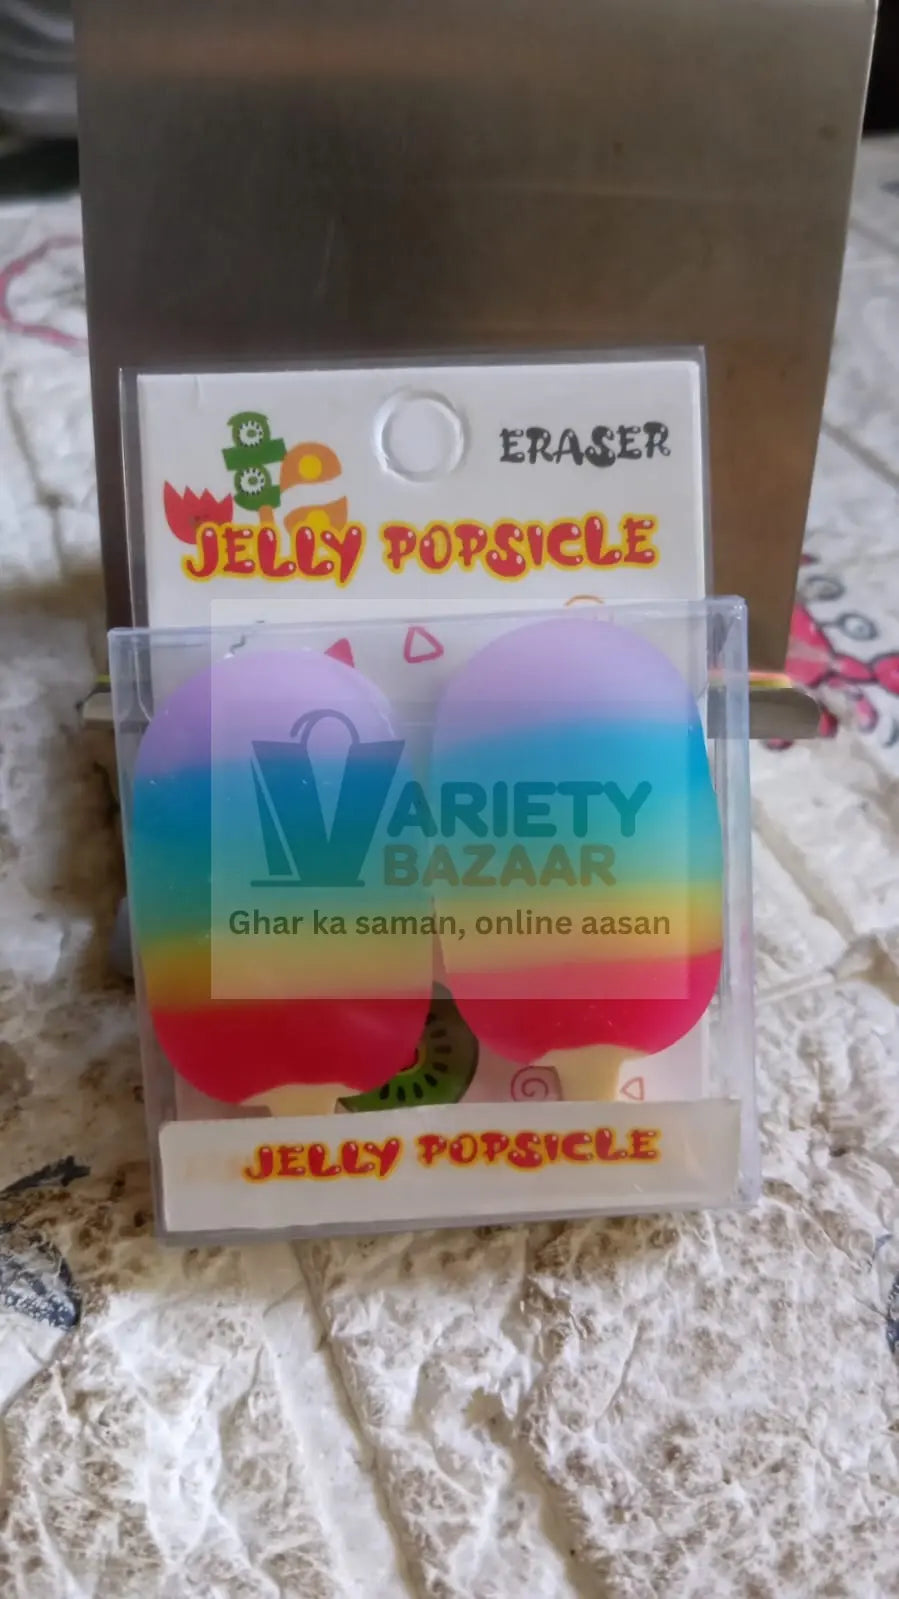 ERASER
JELLY POPSICLE
VARIETY
BAZAAR
Ghar ka saman, online aasan
JELLY POPSICLE